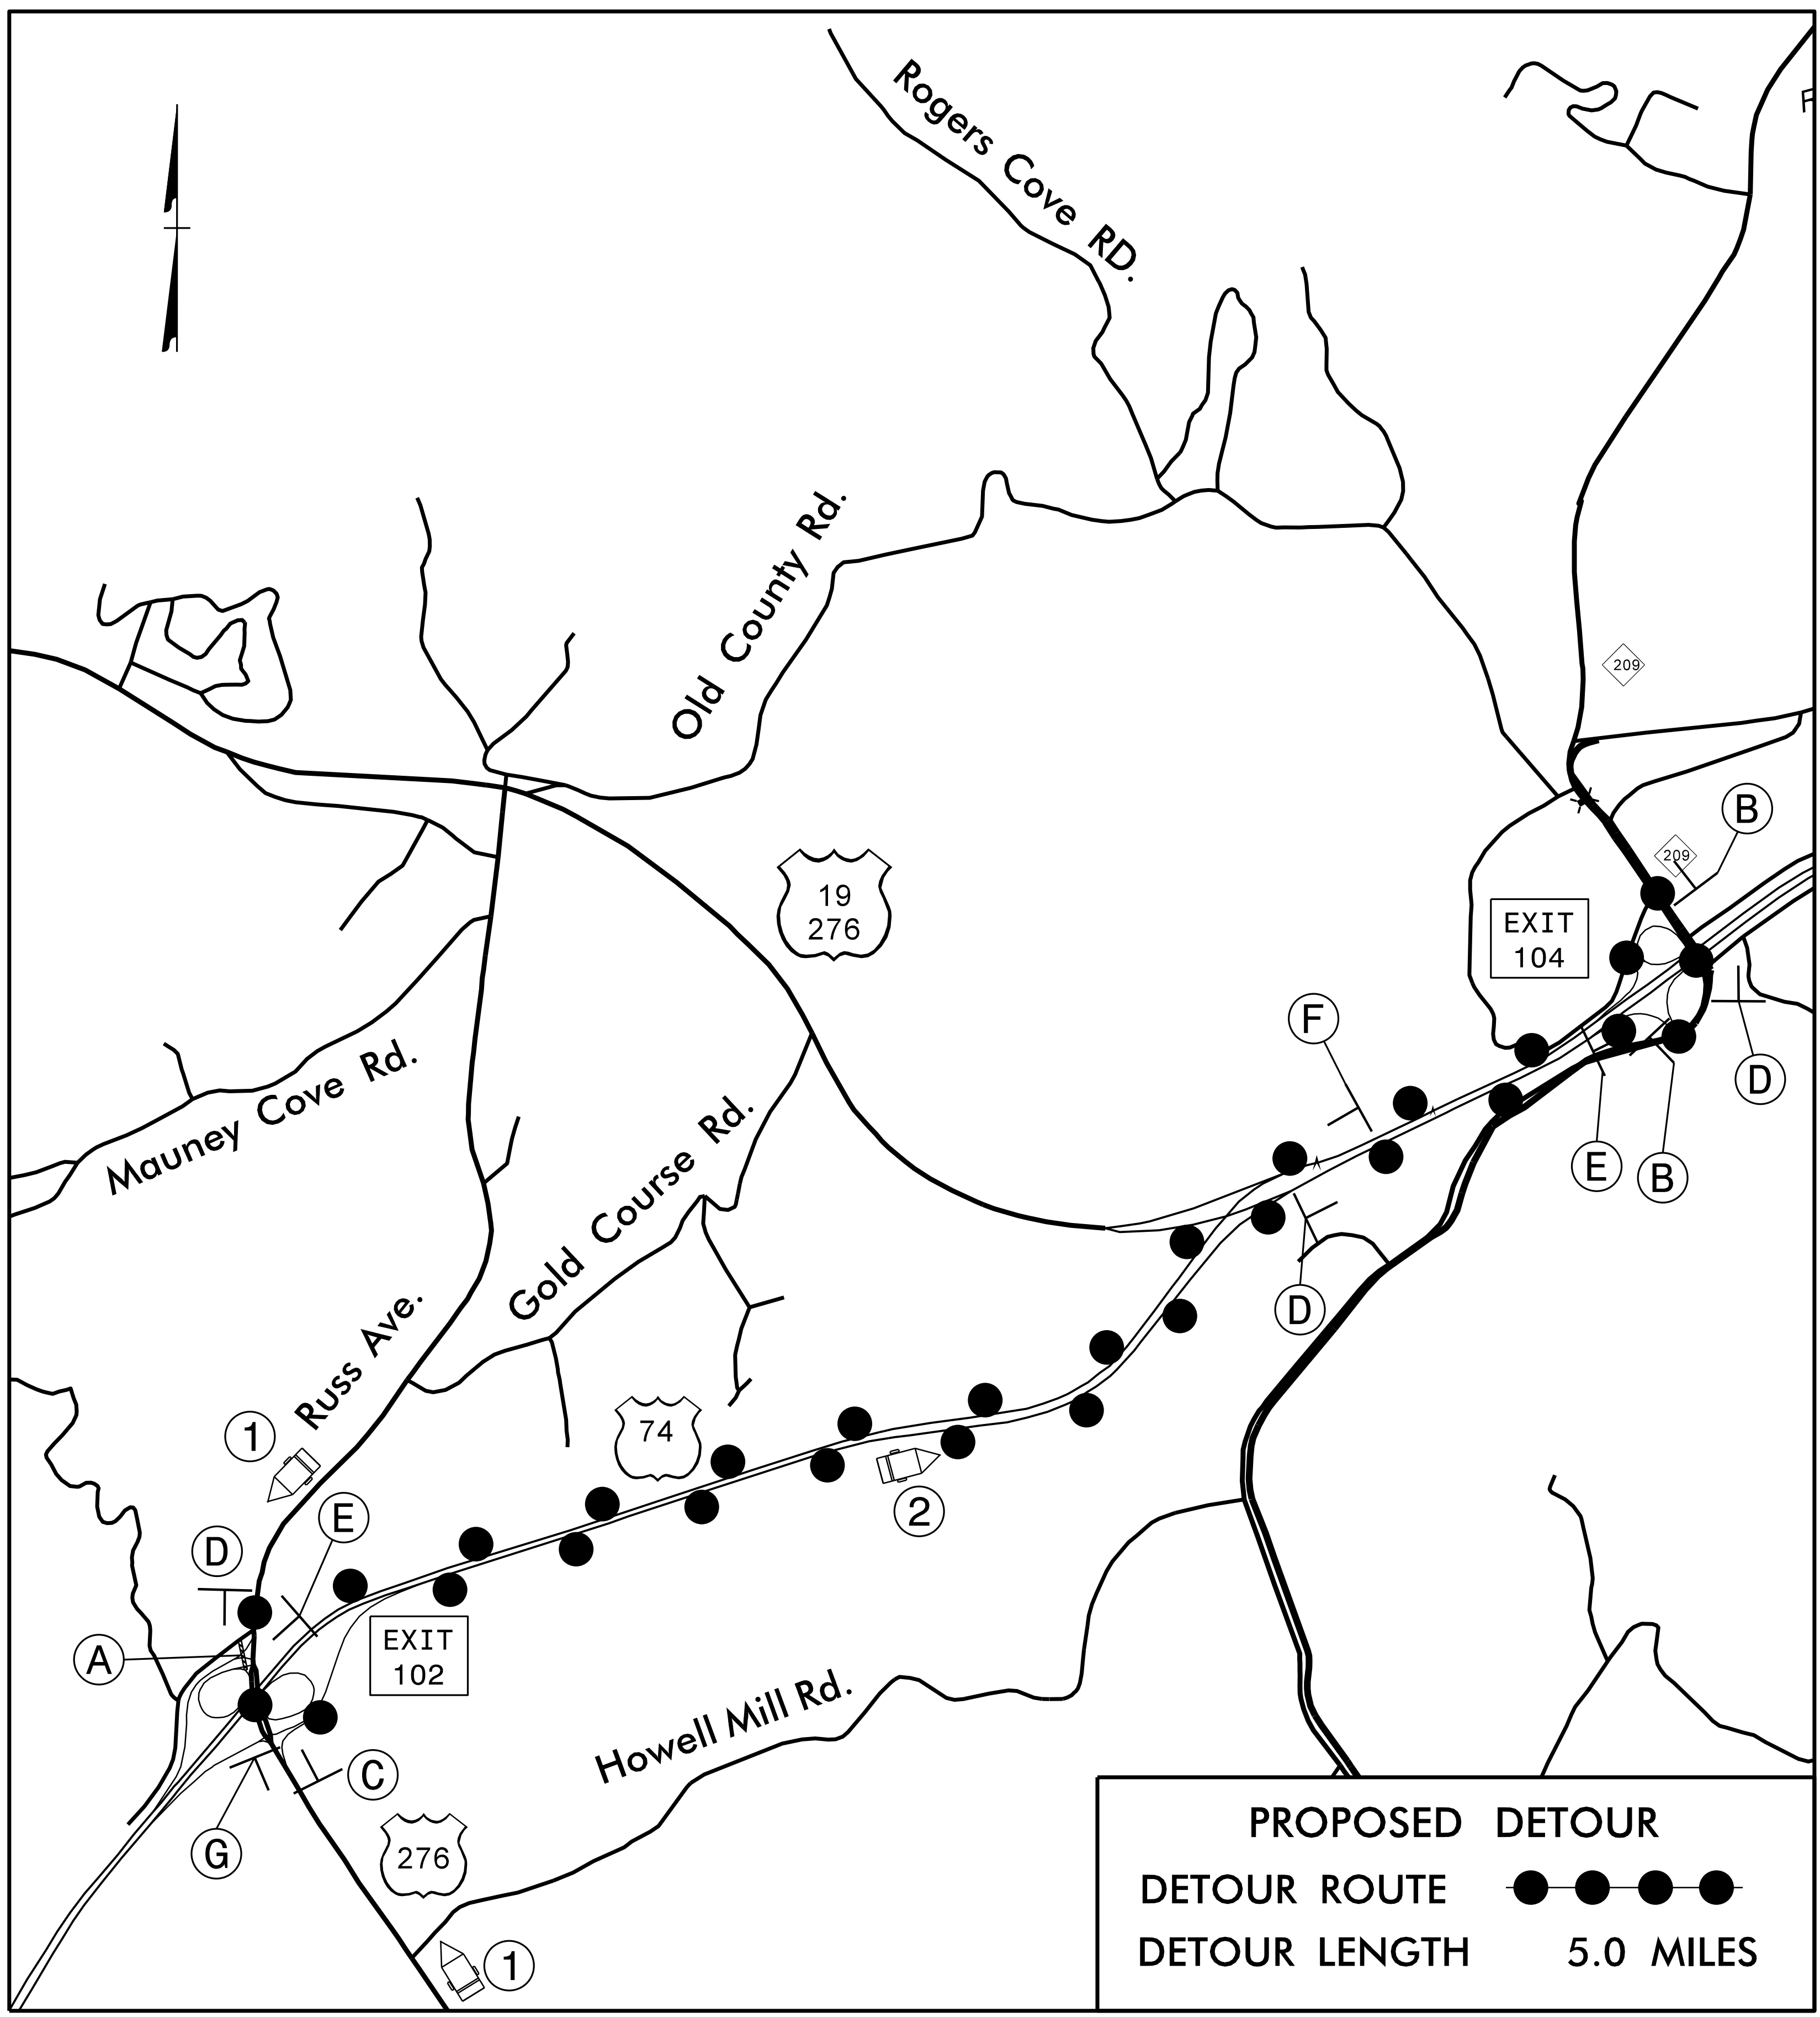 Rogers Cove RD.
Old County Rd.
209
B
209
19
276
EXIT
104
F
D
Mauney Cove Rd.
Gold Course Rd.
E
B
D
Russ Ave.
1
74
2
E
D
A
EXIT
102
Howell Mill Rd.
C
G
276
1
PROPOSED DETOUR
DETOUR ROUTE
DETOUR LENGTH 5.0 MILES